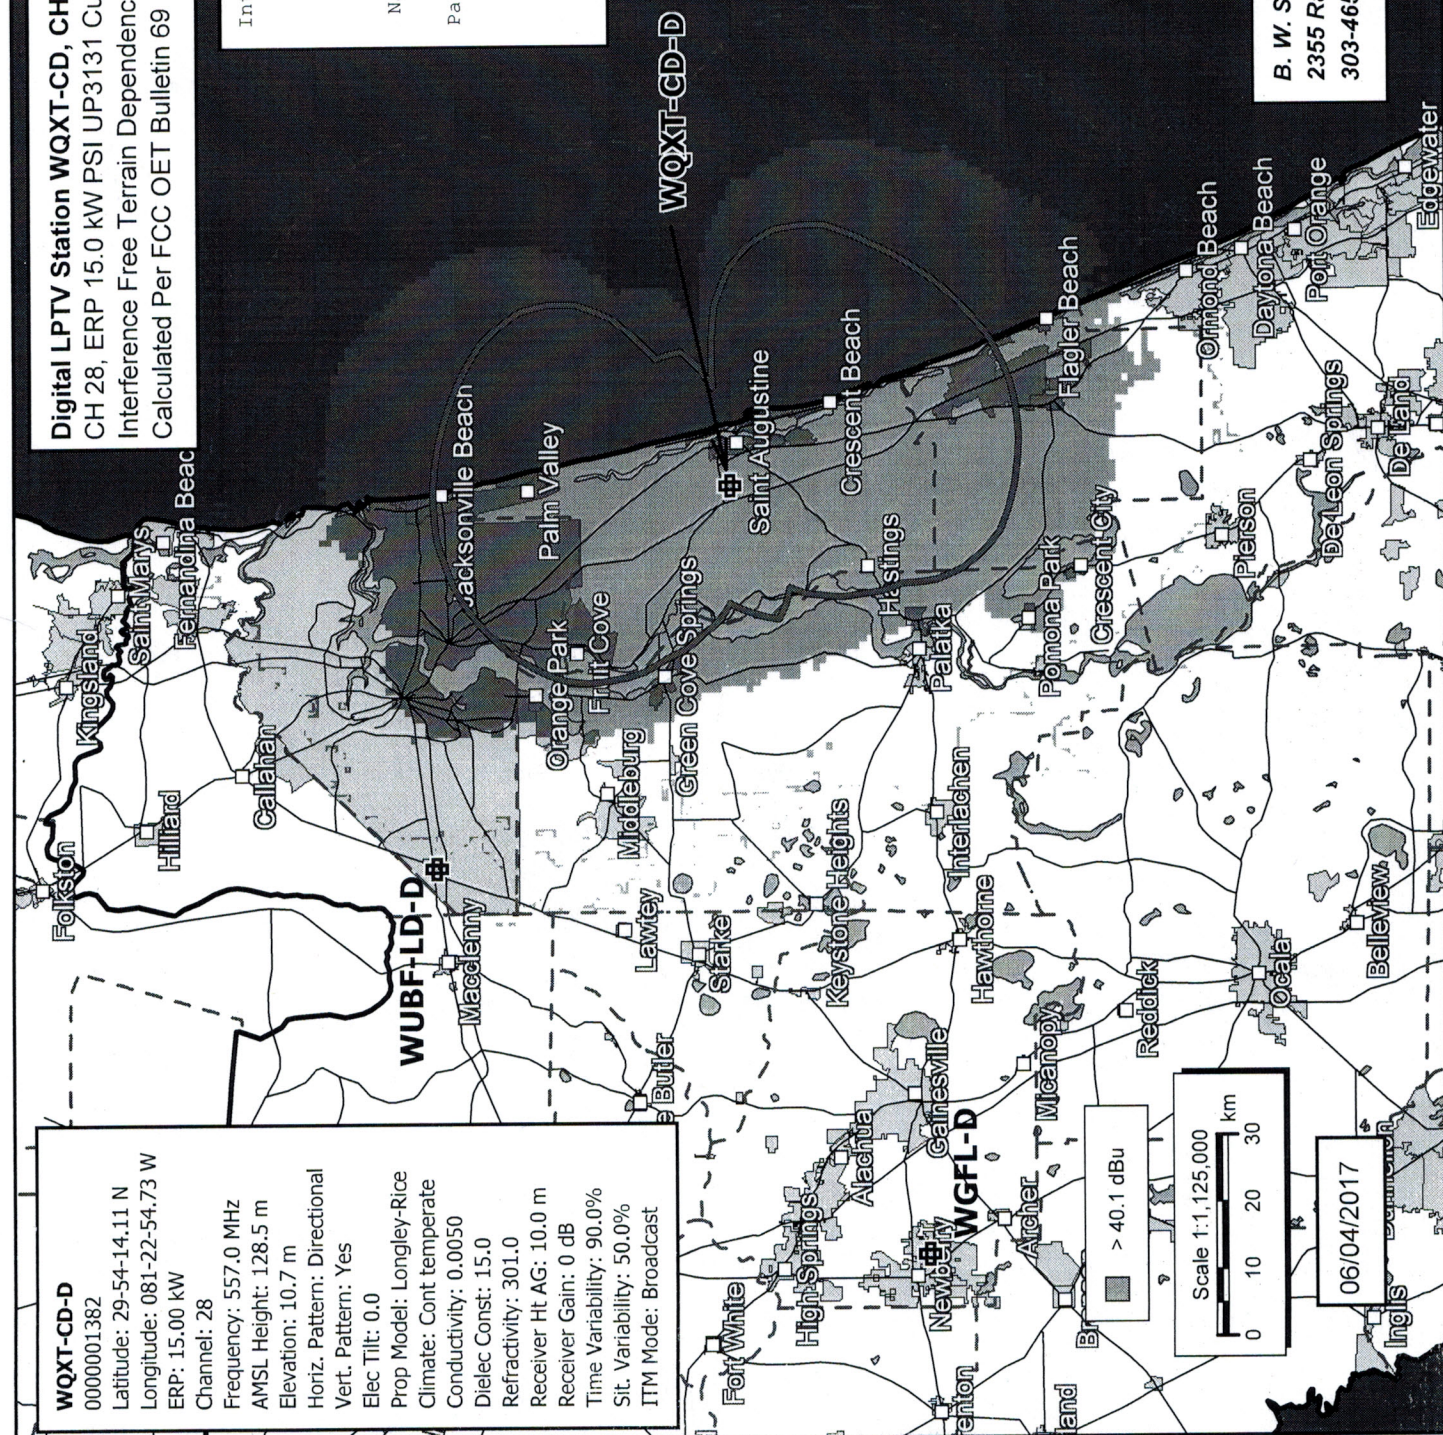 Digital LPTV Station WQXT-CD, CH
CH 28, ERP 15.0 kW PSI UP3131 Cu
Interference Free Terrain Dependenc
Calculated Per FCC OET Bulletin 69
In
N
Pa
B. W. S
2355 R
303-465
WQXT-CD-D
0000001382
Latitude: 29-54-14.11 N
Longitude: 081-22-54.73 W
ERP: 15.00 kW
Channel: 28
Frequency: 557.0 MHz
AMSL Height: 128.5 m
Elevation: 10.7 m
Horiz. Pattern: Directional
Vert. Pattern: Yes
Elec Tilt: 0.0
Prop Model: Longley-Rice
Climate: Cont temperate
Conductivity: 0.0050
Dielec Const: 15.0
Refractivity: 301.0
Receiver Ht AG: 10.0 m
Receiver Gain: 0 dB
Time Variability: 90.0%
Sit. Variability: 50.0%
ITM Mode: Broadcast
Folkston
Kingsland
Saint Marys
Fernandina Beac
Hilliard
Callahan
WUBF-LD-D
Macclenny
Jacksonville Beach
Palm Valley
Orange Park
Fruit Cove
Middleburg
Green Cove Springs
Lawtey
Starke
e Butler
WQXT-CD-D
Saint Augustine
Crescent Beach
Hastings
Palatka
Keystone Heights
Interlachen
Hawthorne
Alachua
High Springs
Fort White
Gainesville
Newberry
WGFL-D
Archer
Micanopy
Flagler Beach
Pomona Park
Crescent City
Reddick
Ormond Beach
Daytona Beach
Port Orange
Edgewater
Pierson
De Leon Springs
De Land
Ocala
Belleview
Dunnellon
Inglis
enton
land
B
> 40.1 dBu
Scale 1:1,125,000
0 10 20 30 km
06/04/2017